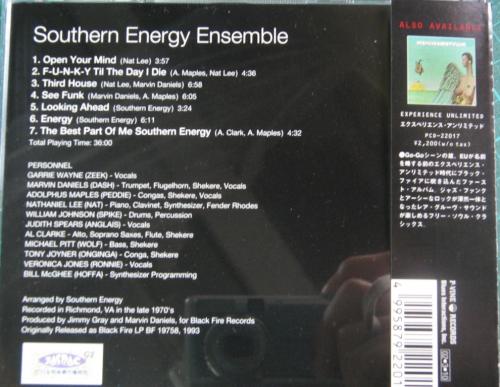 Southern Energy Ensemble
1. Open Your Mind (Nat Lee) 3:57
2. F-U-N-K-Y Til The Day I Die (A. Maples, Nat Lee) 4:36
3. Third House (Nat Lee, Marvin Daniels) 6:58
4. See Funk (Marvin Daniels, A. Maples) 6:05
5. Looking Ahead (Southern Energy) 3:24
6. Energy (Southern Energy) 6:11
7. The Best Part Of Me Southern Energy (A. Clark, A. Maples) 4:32
Total Playing Time: 36:00
PERSONNEL
GARRIE WAYNE (ZEEK) - Vocals
MARVIN DANIELS (DASH) - Trumpet, Flugelhorn, Shekere, Vocals
ADOLPHUS MAPLES (PEDDIE) - Congas, Shekere, Vocals
NATHANIEL LEE (NAT) - Piano, Clavinet, Synthesizer, Fender Rhodes
WILLIAM JOHNSON (SPIKE) - Drums, Percussion
JUDITH SPEARS (ANGLAIS) - Vocals
AL CLARKE - Alto, Soprano Saxes, Flute, Shekere
MICHAEL PITT (WOLF) - Bass, Shekere
TONY JOYNER (ONGINGA) - Conga, Shekere
VERONICA JONES (RONNIE) - Vocals
BILL McGHEE (HOFFA) - Synthesizer Programming
Arranged by Southern Energy
Recorded in Richmond, VA in the late 1970's
Produced by Jimmy Gray and Marvin Daniels, for Black Fire Records
Originally Released as Black Fire LP BF 19758, 1993
ALSO AVAILABLE
EXPERIENCE UNLIMITED
エクスペリエンス・アンリミテッド
PCD-22017
¥2,200(w/o tax)
P-VINE RECORDS
Blues Interactions, Inc.
4995879220